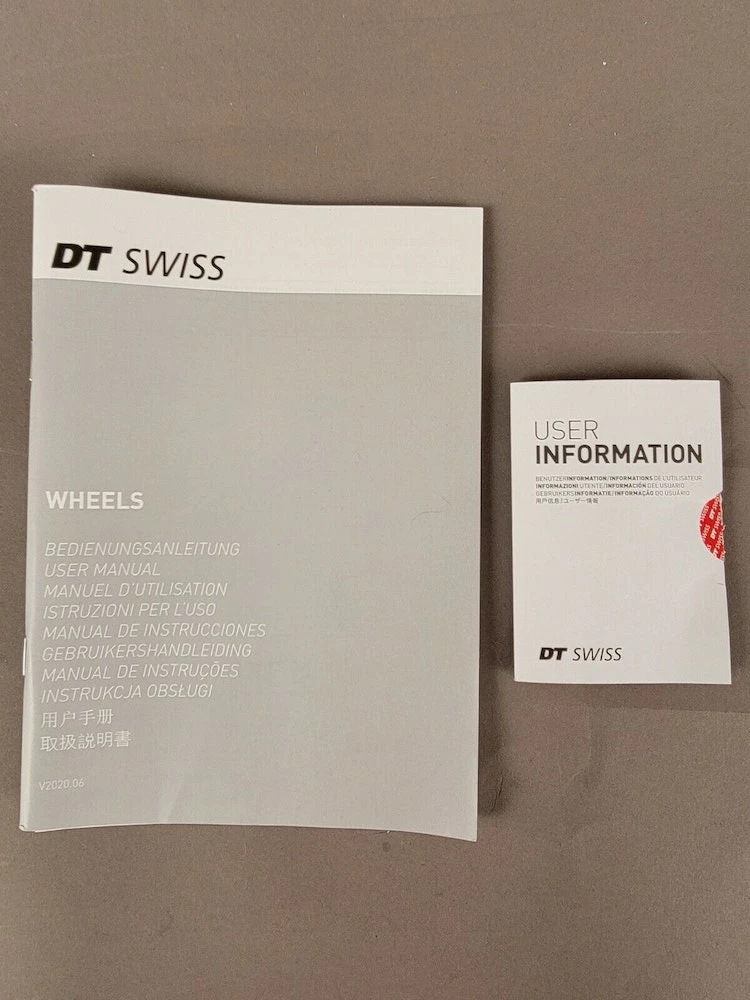 DT SWISS
WHEELS
BEDIENUNGSANLEITUNG
USER MANUAL
MANUEL D'UTILISATION
ISTRUZIONI PER L'USO
MANUAL DE INSTRUCCIONES
GEBRUIKERSHANDLEIDING
MANUAL DE INSTRUÇÕES
INSTRUKCJA OBSŁUGI
用户手册
取扱説明書
V2020.06
USER
INFORMATION
BENUTZERINFORMATION/INFORMATIONS DE L'UTILISATEUR
INFORMAZIONI UTENTE/INFORMACIÓN DEL USUARIO
GEBRUIKERSINFORMATIE/INFORMAÇÃO DO USUÁRIO
用戶信息/ユーザー情報
DT SWISS
DT SWISS